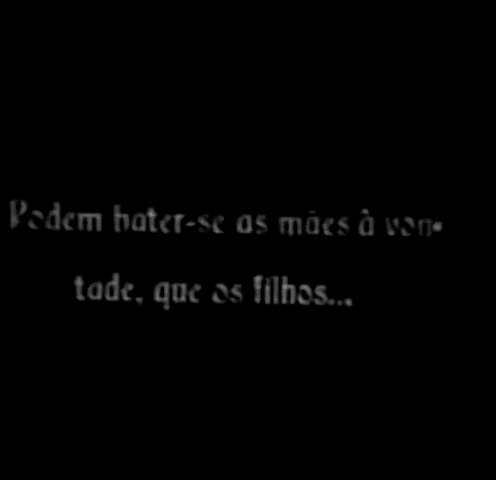 Podem bater-se as mães à von-
tade, que os filhos...